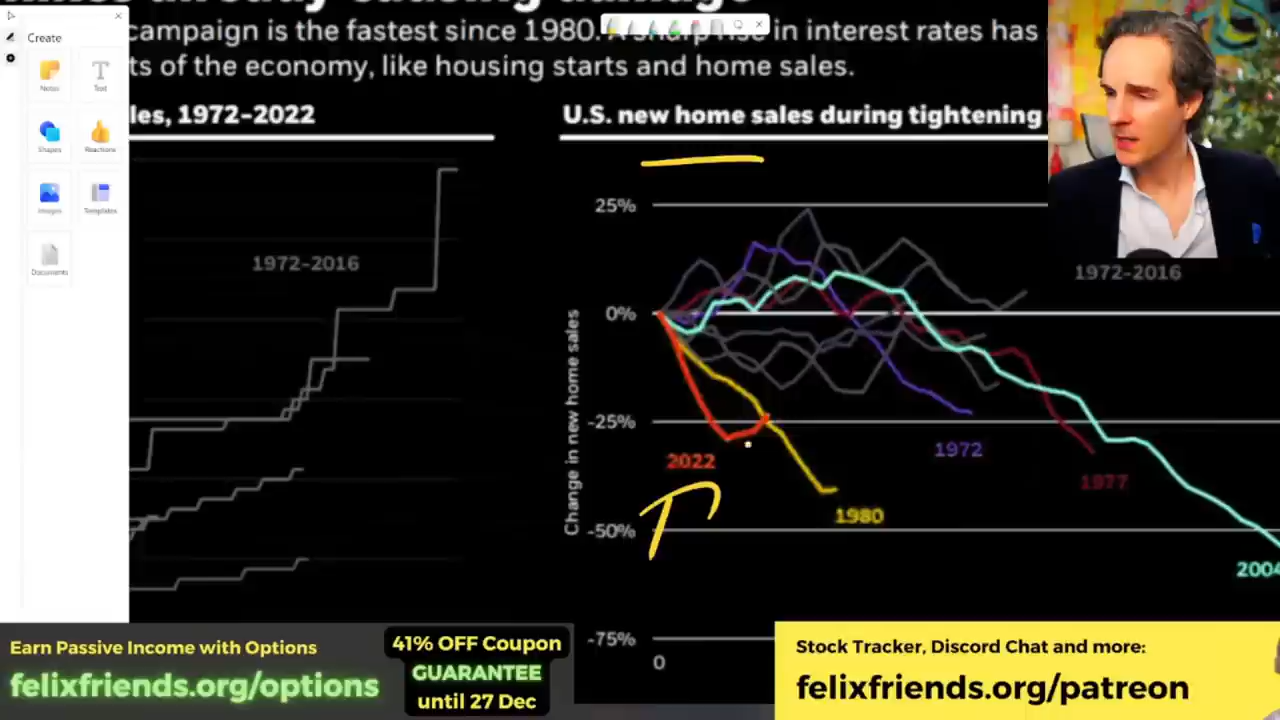 Create
Notes
Text
Shapes
Reactions
Images
Templates
Documents
campaign is the fastest since 1980. A sharp rise in interest rates has
ts of the economy, like housing starts and home sales.
les, 1972-2022
1972-2016
U.S. new home sales during tightening
Change in new home sales
25%
0%
-25%
-50%
-75%
0
1972-2016
2022
1980
1972
1977
2004
Earn Passive Income with Options
felixfriends.org/options
41% OFF Coupon
GUARANTEE
until 27 Dec
Stock Tracker, Discord Chat and more:
felixfriends.org/patreon